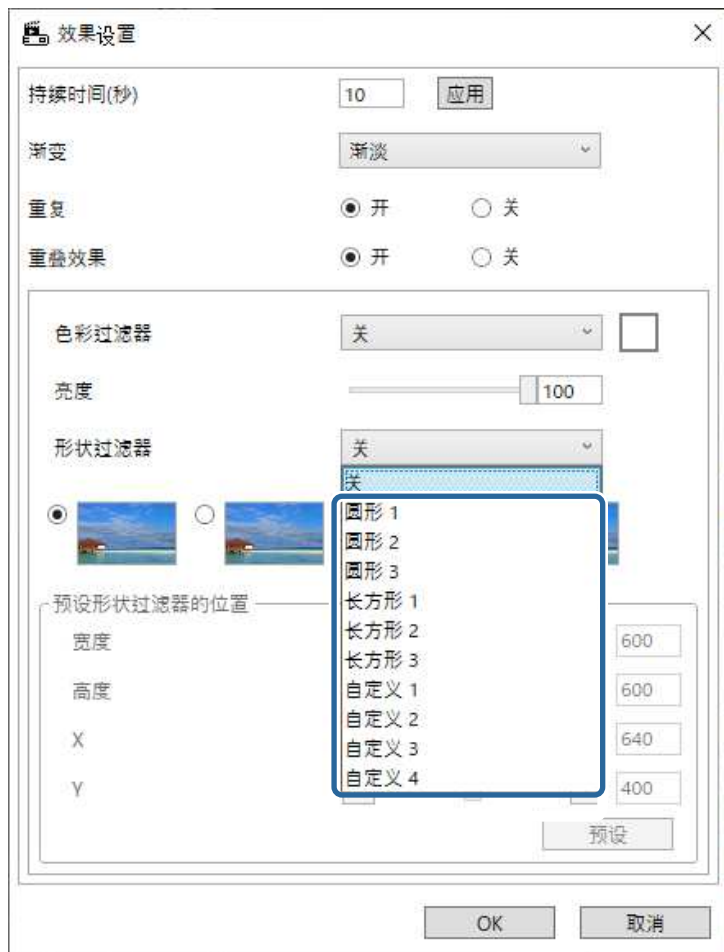 效果设置
持续时间(秒) 10 应用
渐变 渐淡
重复 开 关
重叠效果 开 关
色彩过滤器 关
亮度 100
形状过滤器 关
关
圆形 1
圆形 2
圆形 3
长方形 1
长方形 2
长方形 3
自定义 1
自定义 2
自定义 3
自定义 4
预设形状过滤器的位置
宽度 600
高度 600
X 640
Y 400
预设
OK 取消